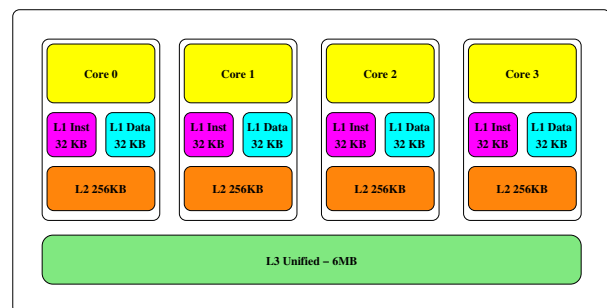 Core 0
Core 1
Core 2
Core 3
L1 Inst
32 KB
L1 Data
32 KB
L1 Inst
32 KB
L1 Data
32 KB
L1 Inst
32 KB
L1 Data
32 KB
L1 Inst
32 KB
L1 Data
32 KB
L2 256KB
L2 256KB
L2 256KB
L2 256KB
L3 Unified – 6MB